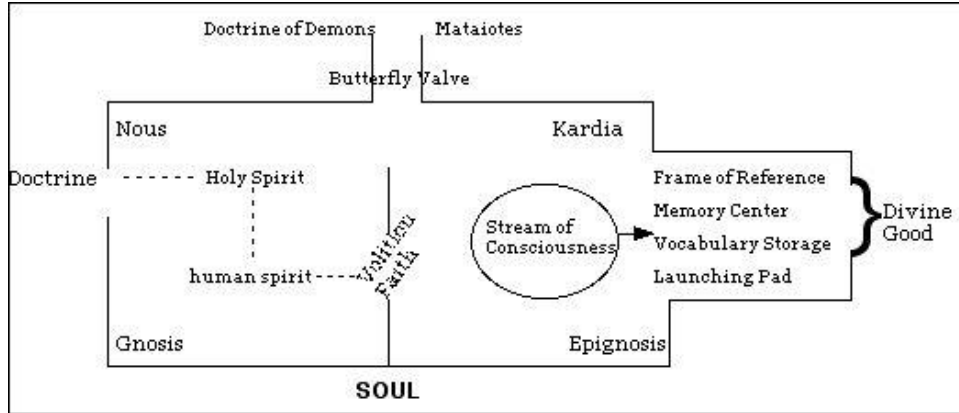 Doctrine of Demons
Mataiotes
Butterfly Valve
Nous
Kardia
Doctrine
Holy Spirit
human spirit
Volition
Faith
Stream of
Consciousness
Frame of Reference
Memory Center
Vocabulary Storage
Launching Pad
Divine
Good
Gnosis
Epignosis
SOUL